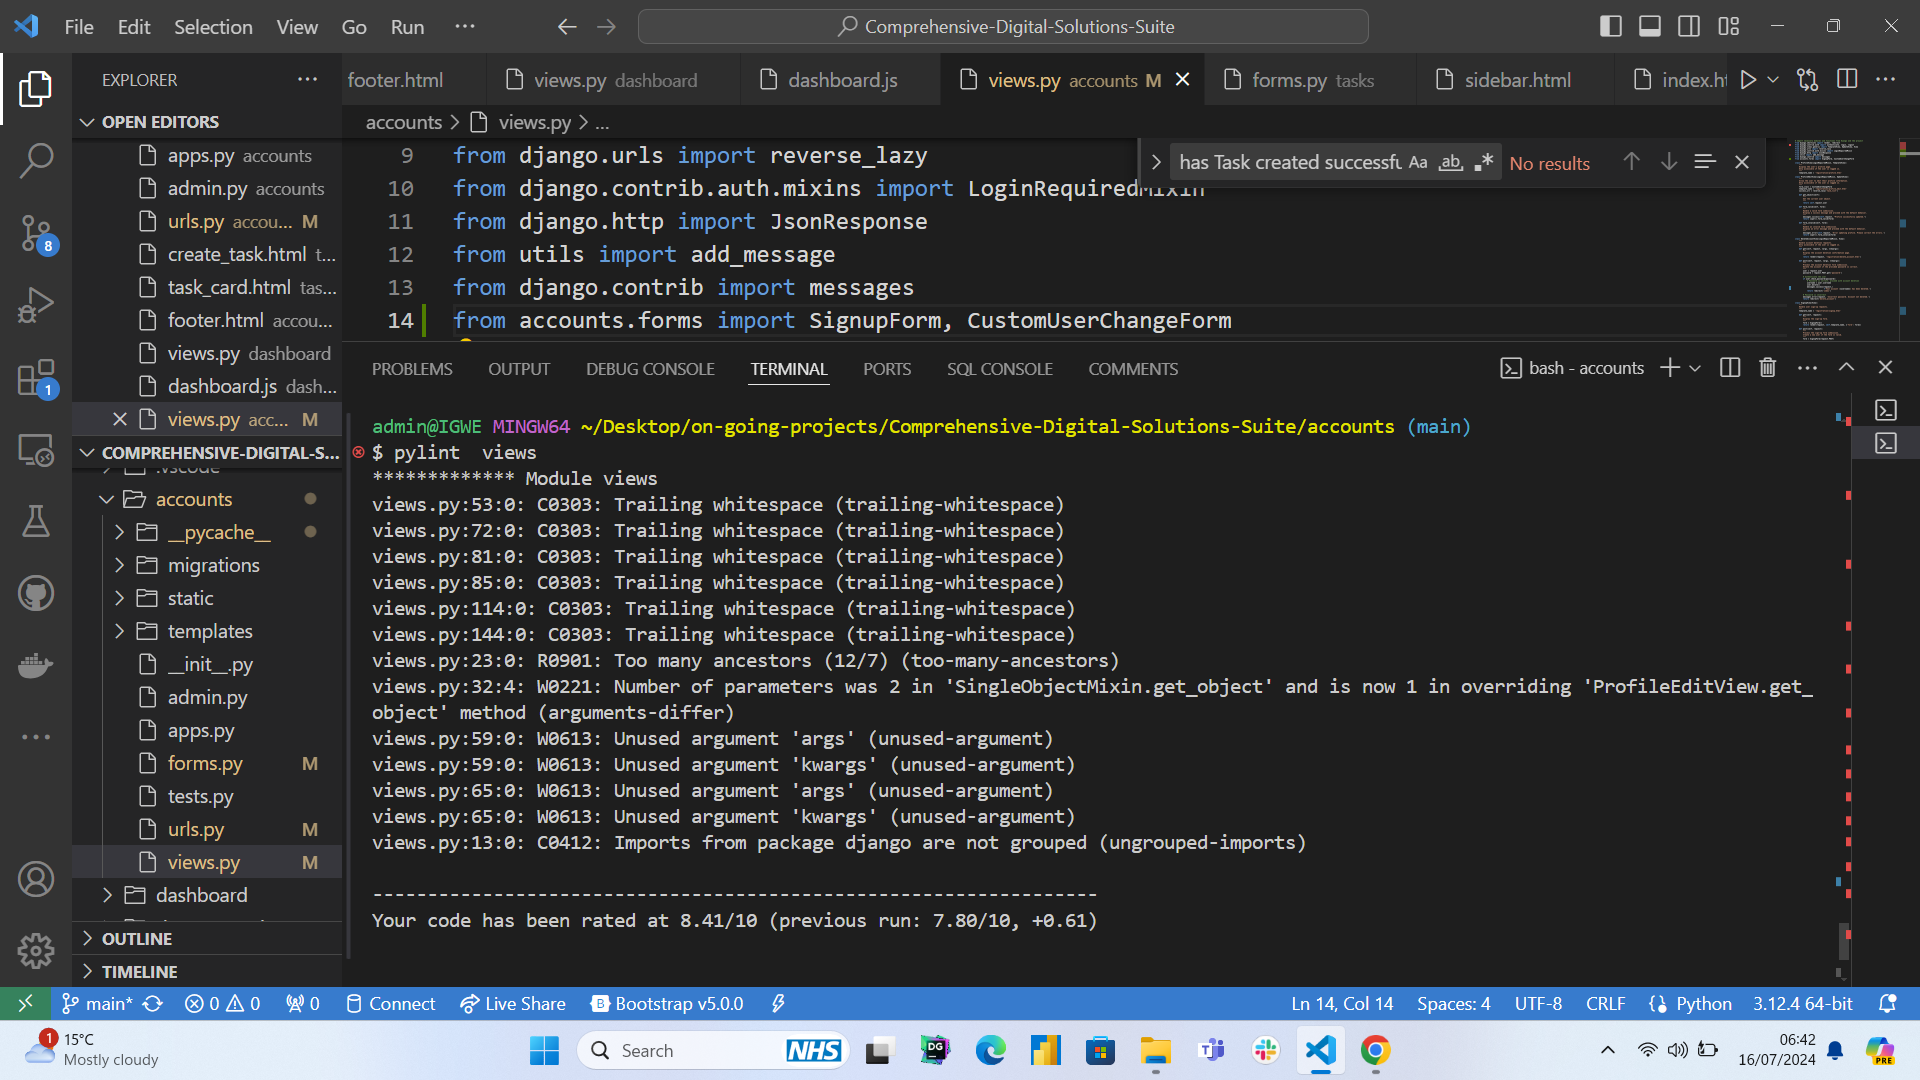 File Edit Selection View Go Run ···
Comprehensive-Digital-Solutions-Suite
EXPLORER
footer.html views.py dashboard dashboard.js views.py accounts M forms.py tasks sidebar.html
OPEN EDITORS
accounts > views.py > ...
apps.py accounts
admin.py accounts
urls.py accou... M
create_task.html t...
task_card.html tas...
footer.html accou...
views.py dashboard
dashboard.js dash...
views.py acc... M
9 from django.urls import reverse_lazy
10 from django.contrib.auth.mixins import LoginRequiredMixin
11 from django.http import JsonResponse
12 from utils import add_message
13 from django.contrib import messages
14 from accounts.forms import SignupForm, CustomUserChangeForm
has Task created successfu Aa ab .* No results
COMPREHENSIVE-DIGITAL-S...
.vscode
accounts
__pycache__
migrations
static
templates
__init__.py
admin.py
apps.py
forms.py M
tests.py
urls.py M
views.py M
dashboard
OUTLINE
TIMELINE
8
1
PROBLEMS OUTPUT DEBUG CONSOLE TERMINAL PORTS SQL CONSOLE COMMENTS
bash - accounts
admin@IGWE MINGW64 ~/Desktop/on-going-projects/Comprehensive-Digital-Solutions-Suite/accounts (main)
$ pylint  views
************* Module views
views.py:53:0: C0303: Trailing whitespace (trailing-whitespace)
views.py:72:0: C0303: Trailing whitespace (trailing-whitespace)
views.py:81:0: C0303: Trailing whitespace (trailing-whitespace)
views.py:85:0: C0303: Trailing whitespace (trailing-whitespace)
views.py:114:0: C0303: Trailing whitespace (trailing-whitespace)
views.py:144:0: C0303: Trailing whitespace (trailing-whitespace)
views.py:23:0: R0901: Too many ancestors (12/7) (too-many-ancestors)
views.py:32:4: W0221: Number of parameters was 2 in 'SingleObjectMixin.get_object' and is now 1 in overriding 'ProfileEditView.get_
object' method (arguments-differ)
views.py:59:0: W0613: Unused argument 'args' (unused-argument)
views.py:59:0: W0613: Unused argument 'kwargs' (unused-argument)
views.py:65:0: W0613: Unused argument 'args' (unused-argument)
views.py:65:0: W0613: Unused argument 'kwargs' (unused-argument)
views.py:13:0: C0412: Imports from package django are not grouped (ungrouped-imports)
------------------------------------------------------------------
Your code has been rated at 8.41/10 (previous run: 7.80/10, +0.61)
main* 0 0 0 Connect Live Share Bootstrap v5.0.0
Ln 14, Col 14 Spaces: 4 UTF-8 CRLF Python 3.12.4 64-bit
1 15°C
Mostly cloudy
Search NHS
DG
06:42
16/07/2024
PRE